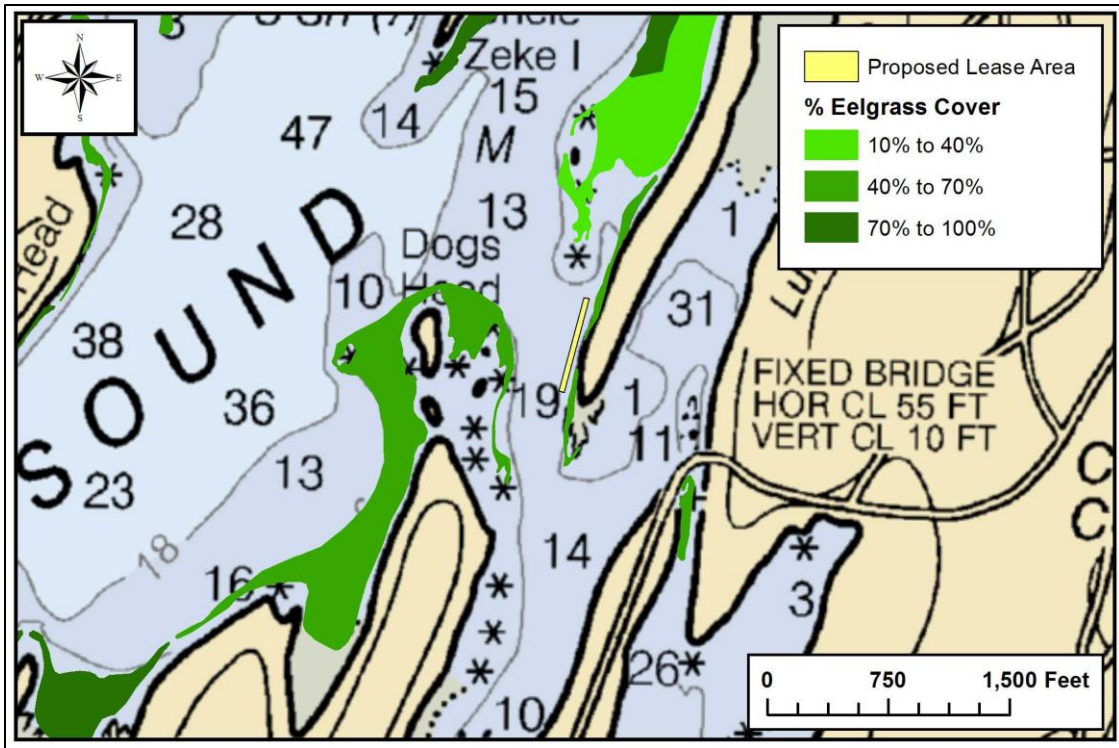 N
W E
S
3
Zeke I
15
14
47
M
28
13
Dogs
Head
10
Head
1
31
38
SOUND
36
19
1
11
FIXED BRIDGE
HOR CL 55 FT
VERT CL 10 FT
23
13
18
16
14
3
26
10
C
C
Proposed Lease Area
% Eelgrass Cover
10% to 40%
40% to 70%
70% to 100%
0 750 1,500 Feet